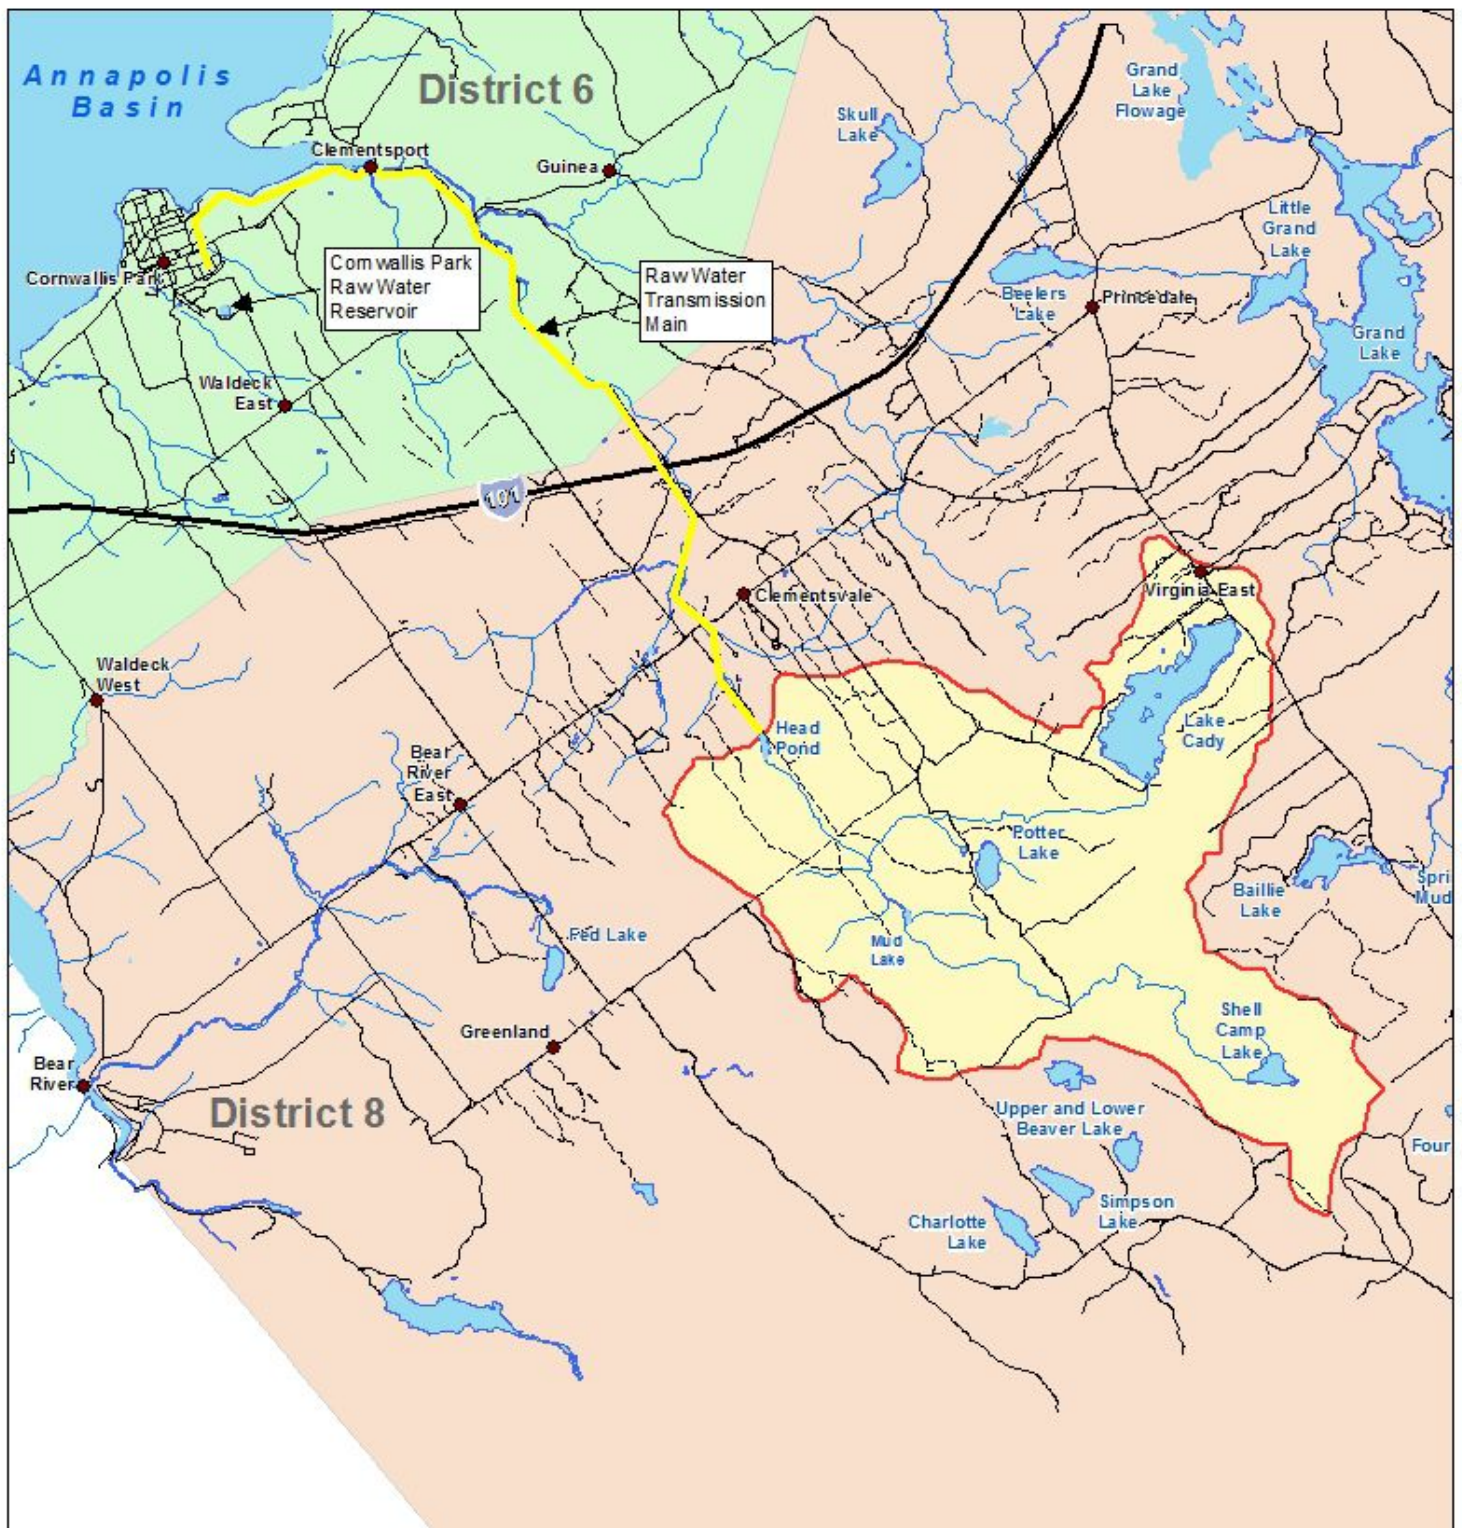 Annapolis
Basin
District 6
Grand
Lake
Flowage
Skull
Lake
Clementsport
Guinea
Little
Grand
Lake
Cornwallis Park
Cornwallis Park
Raw Water
Reservoir
Raw Water
Transmission
Main
Beelers
Lake
Princedale
Grand
Lake
Waldeck
East
101
Virginia East
Clementsvale
Waldeck
West
Head
Pond
Lake
Cady
Bear
River
East
Potter
Lake
Baillie
Lake
Spri
Mud
Fed Lake
Mud
Lake
Shell
Camp
Lake
Greenland
Bear
River
District 8
Upper and Lower
Beaver Lake
Four
Simpson
Lake
Charlotte
Lake